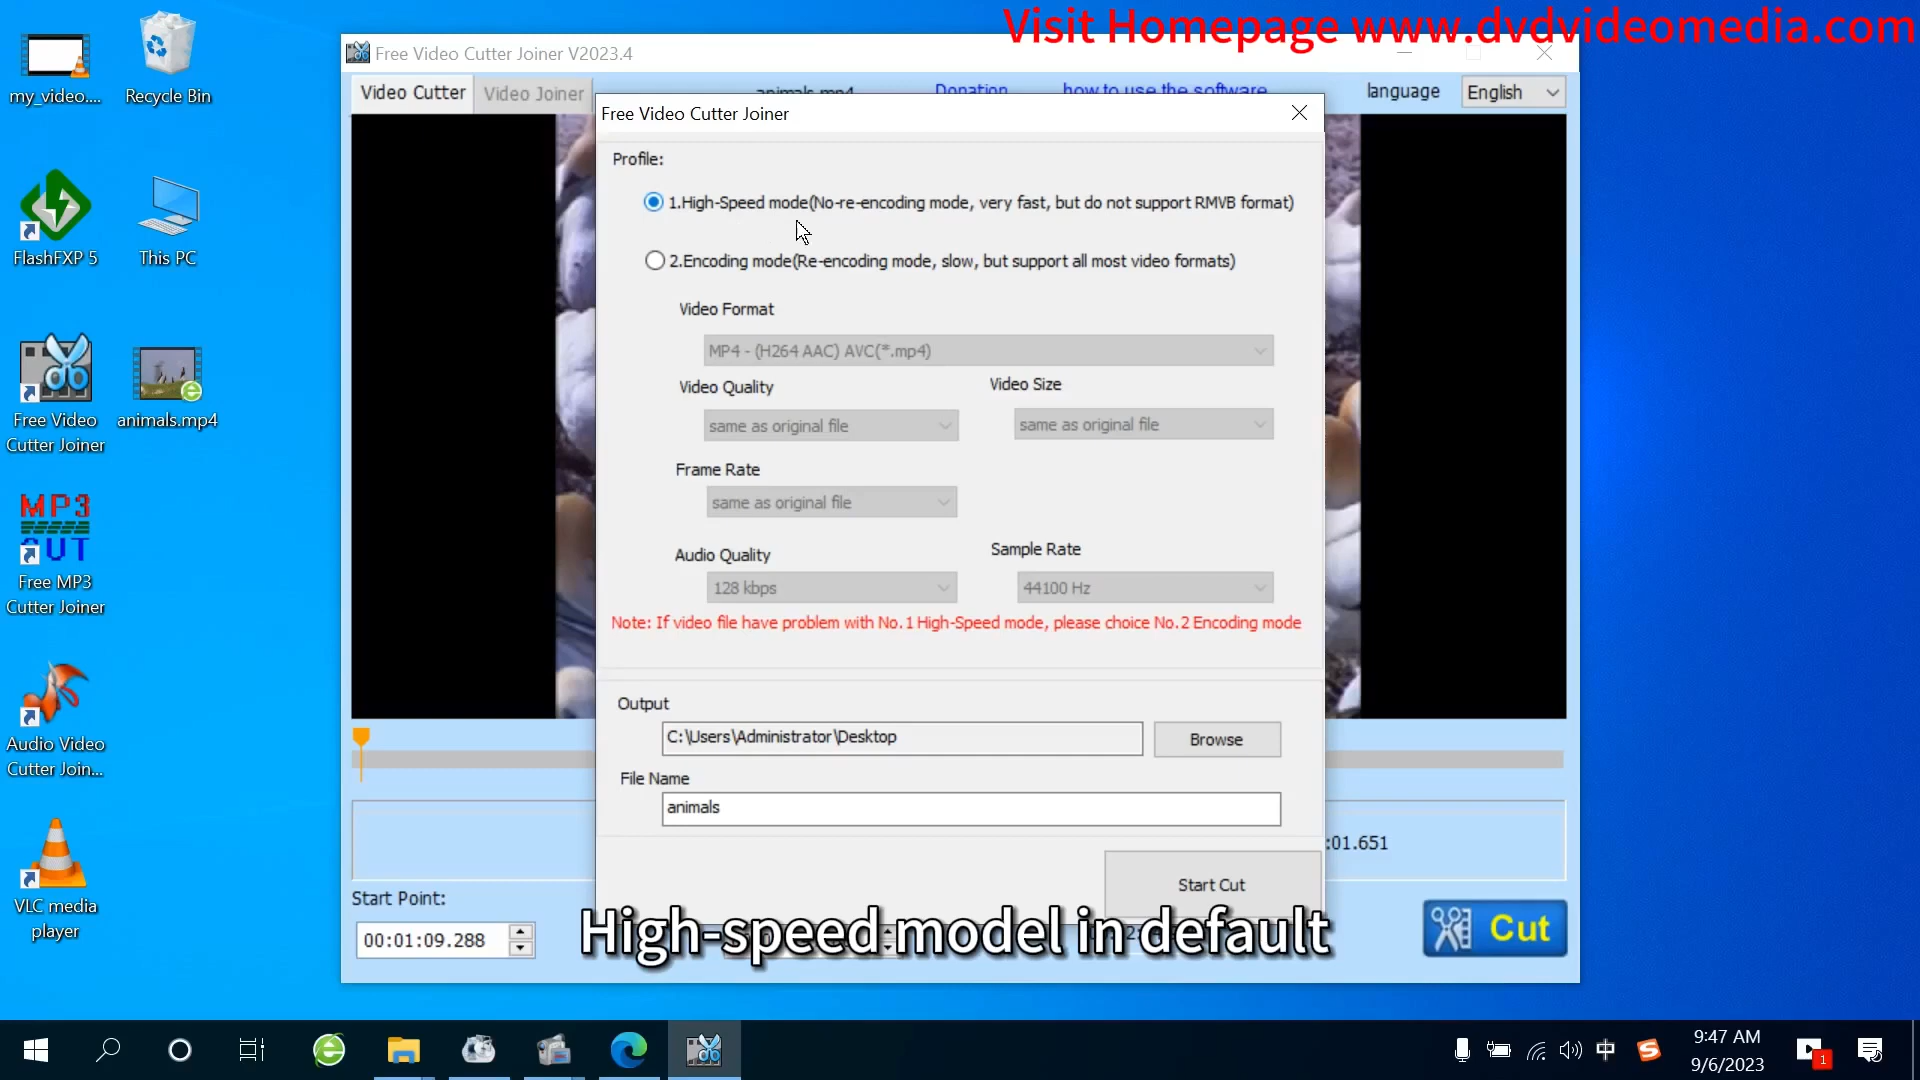 Visit Homepage www.dvdvideomedia.com
my_video....
Recycle Bin
FlashFXP 5
This PC
Free Video
Cutter Joiner
animals.mp4
MP3
CUT
Free MP3
Cutter Joiner
Audio Video
Cutter Join...
VLC media
player
Free Video Cutter Joiner V2023.4
Video Cutter
Video Joiner
animals.mp4
Donation
how to use the software
language
English
Free Video Cutter Joiner
Profile:
1.High-Speed mode(No-re-encoding mode, very fast, but do not support RMVB format)
2.Encoding mode(Re-encoding mode, slow, but support all most video formats)
Video Format
MP4 - (H264 AAC) AVC(*.mp4)
Video Quality
Video Size
same as original file
same as original file
Frame Rate
same as original file
Audio Quality
Sample Rate
128 kbps
44100 Hz
Note: If video file have problem with No.1 High-Speed mode, please choice No.2 Encoding mode
Output
C:\Users\Administrator\Desktop
Browse
File Name
animals
:01.651
Start Cut
Start Point:
00:01:09.288
Cut
High-speed model in default
中
9:47 AM
9/6/2023
1